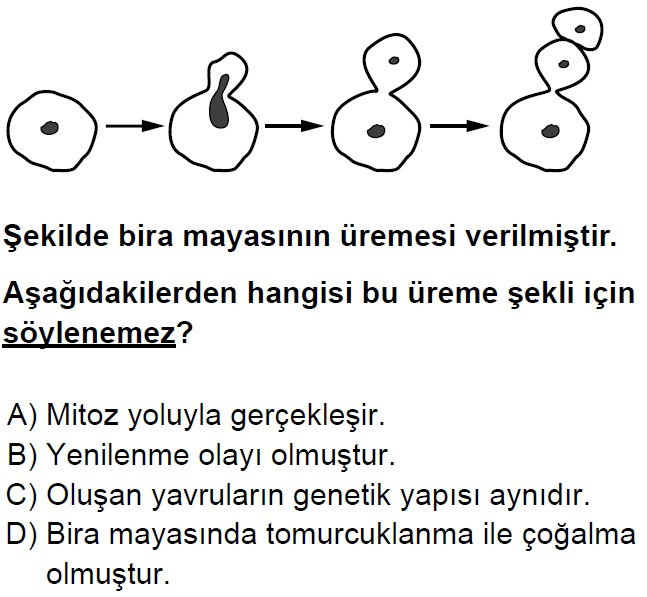 Şekilde bira mayasının üremesi verilmiştir.
Aşağıdakilerden hangisi bu üreme şekli için
söylenemez?
A) Mitoz yoluyla gerçekleşir.
B) Yenilenme olayı olmuştur.
C) Oluşan yavruların genetik yapısı aynıdır.
D) Bira mayasında tomurcuklanma ile çoğalma
olmuştur.